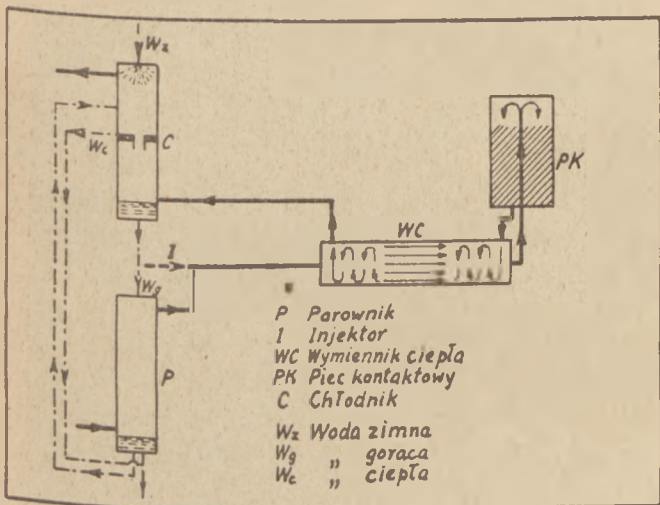 Wz
C
Wc
PK
WC
I
Wg
P
P Parownik
I Injektor
WC Wymiennik ciepła
PK Piec kontaktowy
C Chłodnik
Wz Woda zimna
Wg „ goraca
Wc „ ciepła